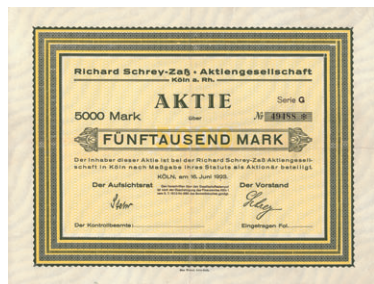 Richard Schrey-Zaß · Aktiengesellschaft
Köln a. Rh.
AKTIE
Serie G
5000 Mark
über
№ 49488 *
FÜNFTAUSEND MARK
Der Inhaber dieser Aktie ist bei der Richard Schrey-Zaß Aktiengesell-
schaft in Köln nach Maßgabe ihres Statuts als Aktionär beteiligt.
KÖLN, am 16. Juni 1923.
Der Aufsichtsrat
Der Vorstand
Der Kontrollbeamte:
Eingetragen Fol.